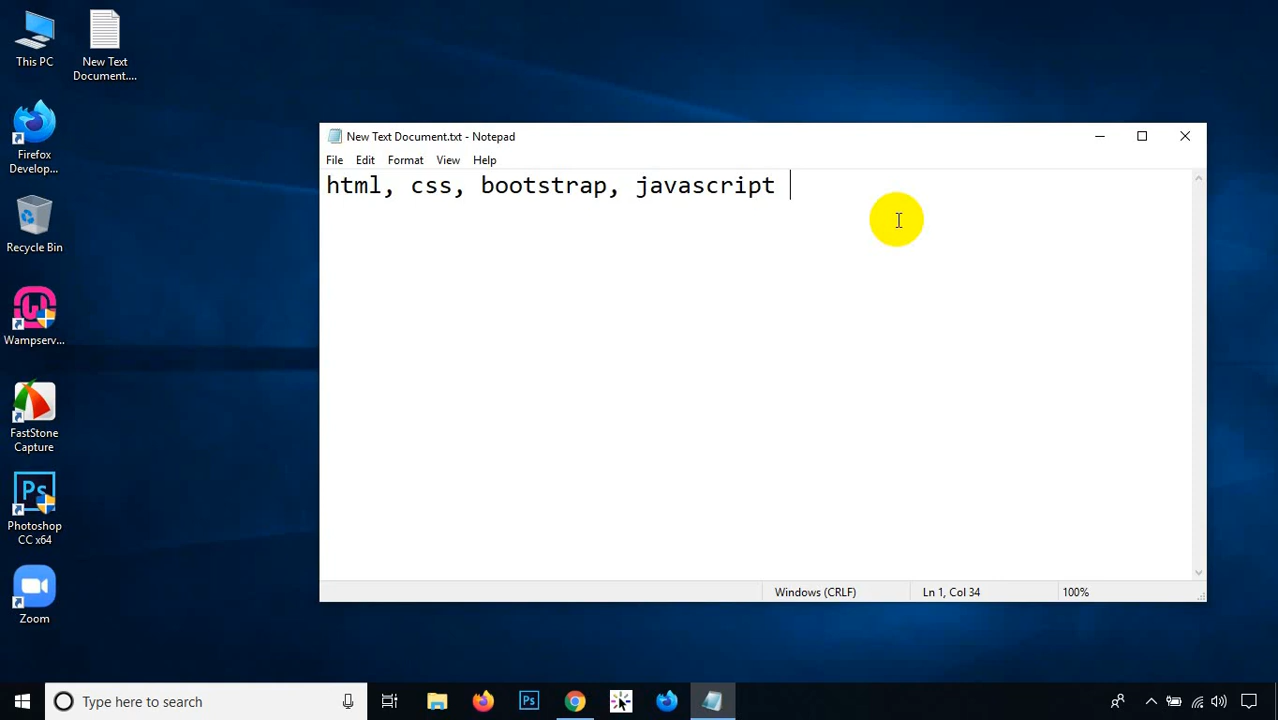 This PC
New Text
Document....
Firefox
Develop...
Recycle Bin
Wampserv...
FastStone
Capture
Ps
Photoshop
CC x64
Zoom
New Text Document.txt - Notepad
File Edit Format View Help
html, css, bootstrap, javascript
Windows (CRLF) Ln 1, Col 34 100%
Type here to search
Ps